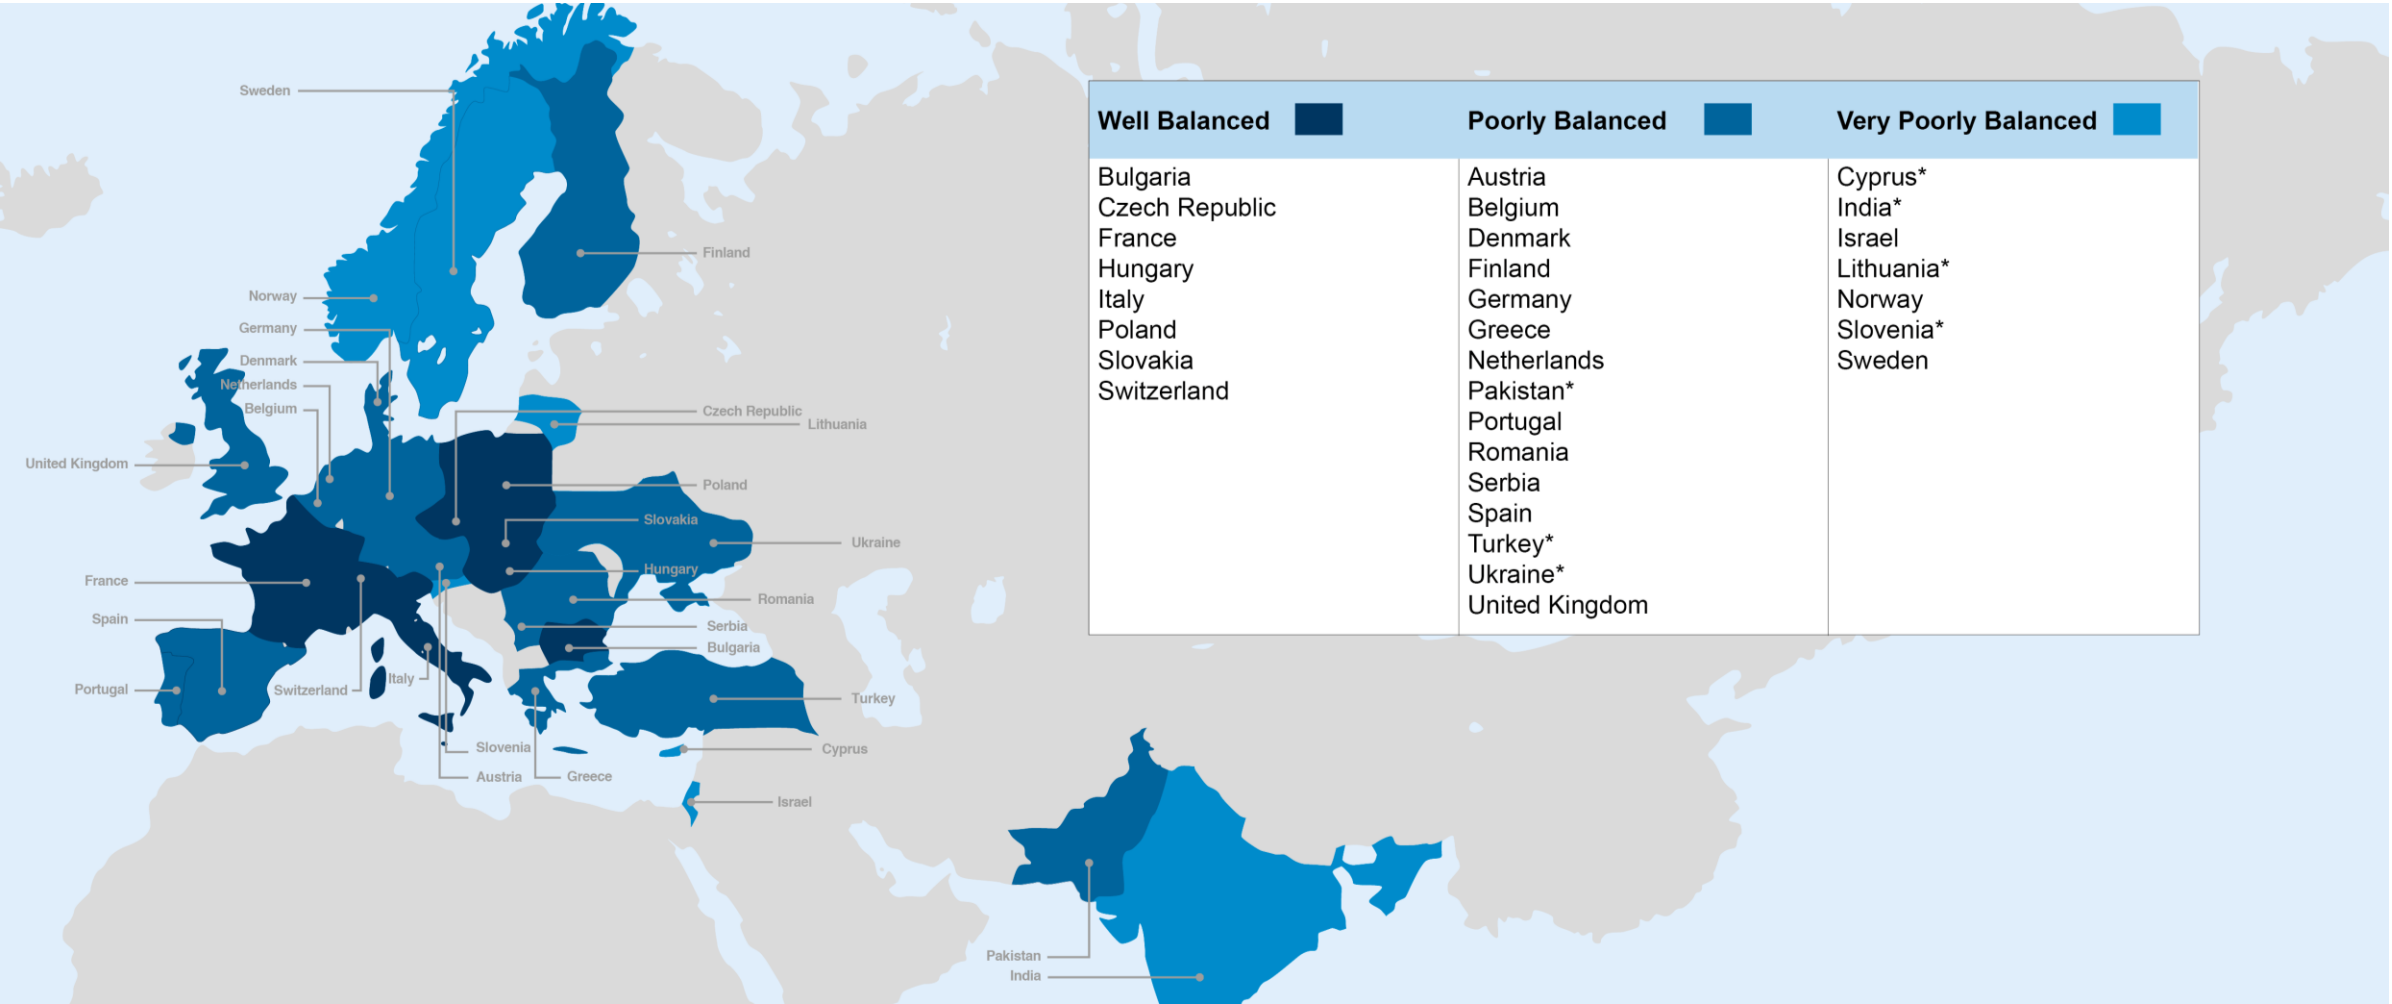 Sweden
Finland
Norway
Germany
Denmark
Netherlands
Belgium
Czech Republic
Lithuania
United Kingdom
Poland
Slovakia
Ukraine
Hungary
France
Romania
Spain
Serbia
Bulgaria
Italy
Portugal
Switzerland
Turkey
Slovenia
Cyprus
Austria
Greece
Israel
Pakistan
India
Well Balanced
Bulgaria
Czech Republic
France
Hungary
Italy
Poland
Slovakia
Switzerland
Poorly Balanced
Austria
Belgium
Denmark
Finland
Germany
Greece
Netherlands
Pakistan*
Portugal
Romania
Serbia
Spain
Turkey*
Ukraine*
United Kingdom
Very Poorly Balanced
Cyprus*
India*
Israel
Lithuania*
Norway
Slovenia*
Sweden